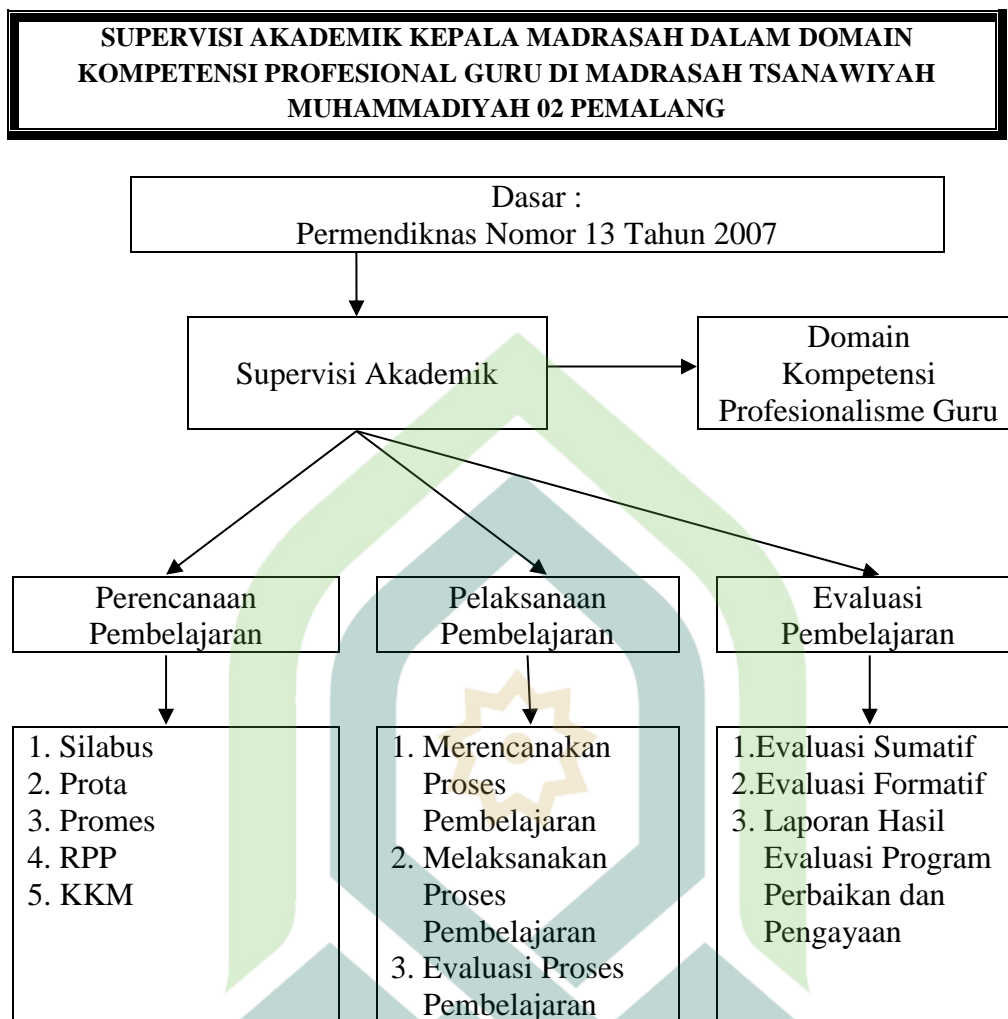 SUPERVISI AKADEMIK KEPALA MADRASAH DALAM DOMAIN
KOMPETENSI PROFESIONAL GURU DI MADRASAH TSANAWIYAH
MUHAMMADIYAH 02 PEMALANG
Dasar :
Permendiknas Nomor 13 Tahun 2007
Supervisi Akademik
Domain
Kompetensi
Profesionalisme Guru
Perencanaan
Pembelajaran
Pelaksanaan
Pembelajaran
Evaluasi
Pembelajaran
1. Silabus
2. Prota
3. Promes
4. RPP
5. KKM
1. Merencanakan
Proses
Pembelajaran
2. Melaksanakan
Proses
Pembelajaran
3. Evaluasi Proses
Pembelajaran
1.Evaluasi Sumatif
2.Evaluasi Formatif
3. Laporan Hasil
Evaluasi Program
Perbaikan dan
Pengayaan